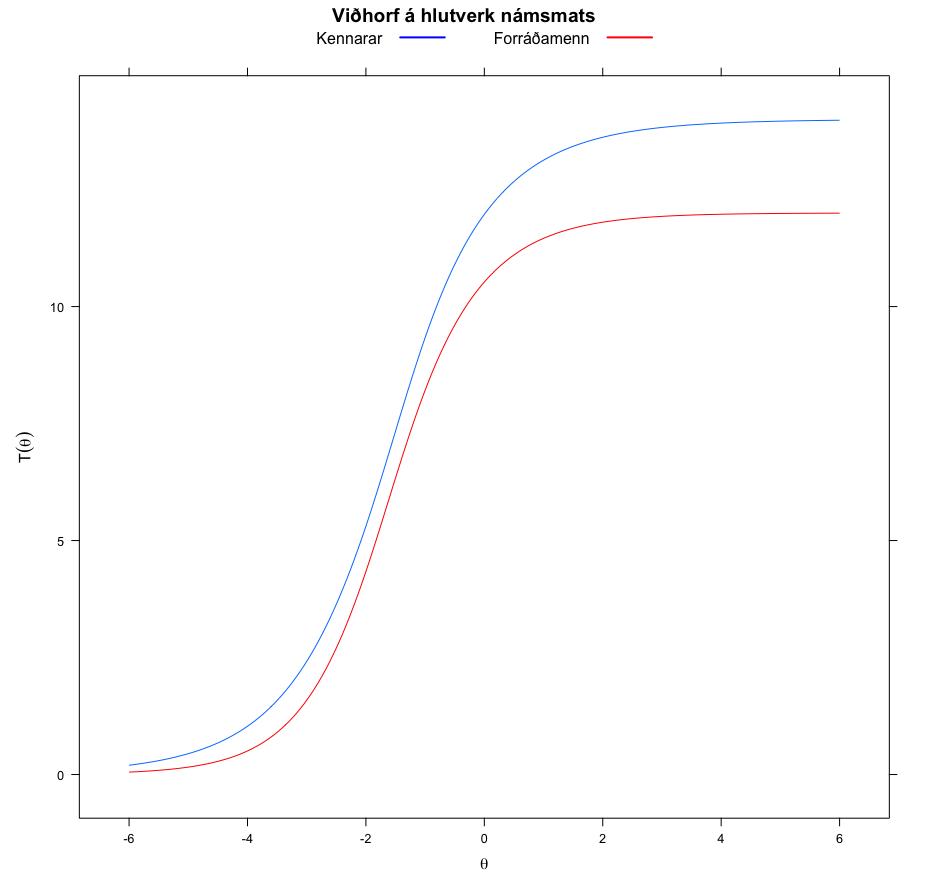 Viðhorf á hlutverk námsmats
Kennarar Forráðamenn
T(θ)
10
5
0
-6 -4 -2 0 2 4 6
θ